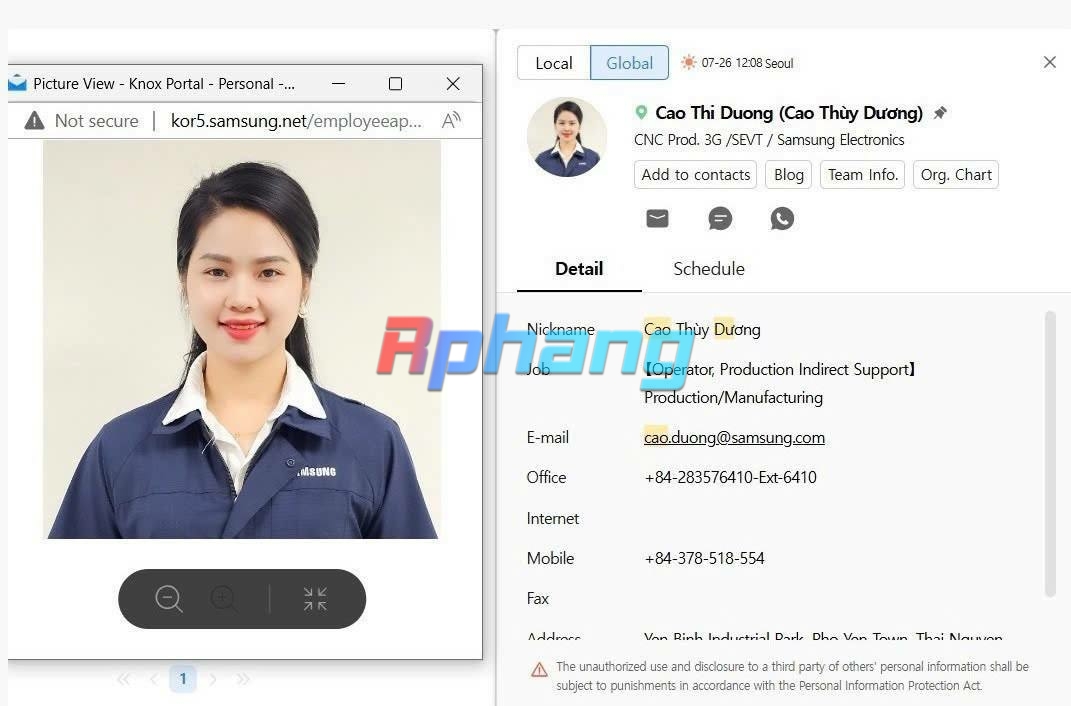 Picture View - Knox Portal - Personal -...
Not secure | kor5.samsung.net/employeeap...
SAMSUNG
1
Local Global 07-26 12:08 Seoul
Cao Thi Duong (Cao Thùy Dương)
CNC Prod. 3G /SEVT / Samsung Electronics
Add to contacts Blog Team Info. Org. Chart
Detail Schedule
Nickname Cao Thùy Dương
Rphang
Job 【Operator, Production Indirect Support】
Production/Manufacturing
E-mail cao.duong@samsung.com
Office +84-283576410-Ext-6410
Internet
Mobile +84-378-518-554
Fax
Address Yen Binh Industrial Park, Pho Yen Town, Thai Nguyen
The unauthorized use and disclosure to a third party of others' personal information shall be
subject to punishments in accordance with the Personal Information Protection Act.